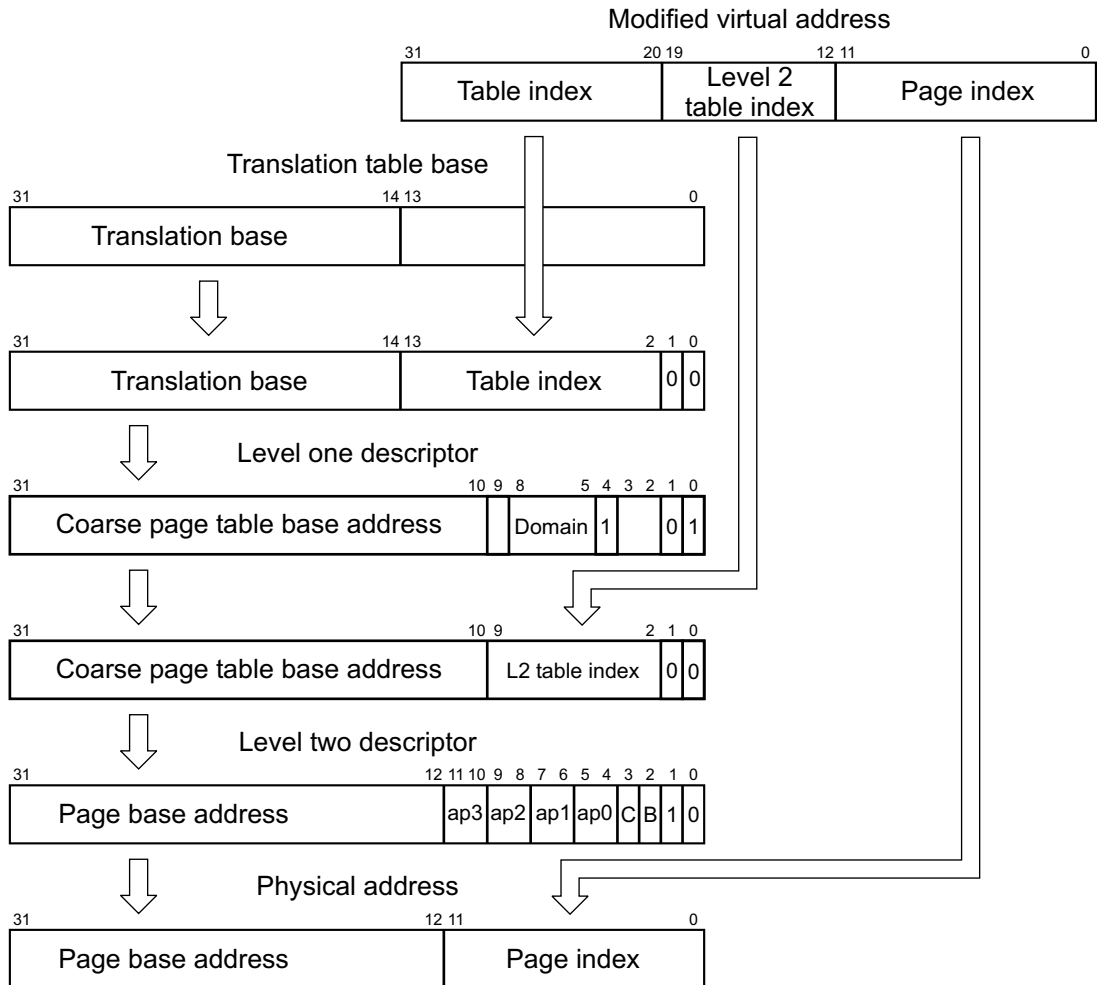 Modified virtual address
31 20 19 12 11 0
Table index Level 2 table index Page index
Translation table base
31 14 13 0
Translation base
31 14 13 2 1 0
Translation base Table index 0 0
Level one descriptor
31 10 9 8 5 4 3 2 1 0
Coarse page table base address Domain 1 0 1
31 10 9 2 1 0
Coarse page table base address L2 table index 0 0
Level two descriptor
31 12 11 10 9 8 7 6 5 4 3 2 1 0
Page base address ap3 ap2 ap1 ap0 C B 1 0
Physical address
31 12 11 0
Page base address Page index